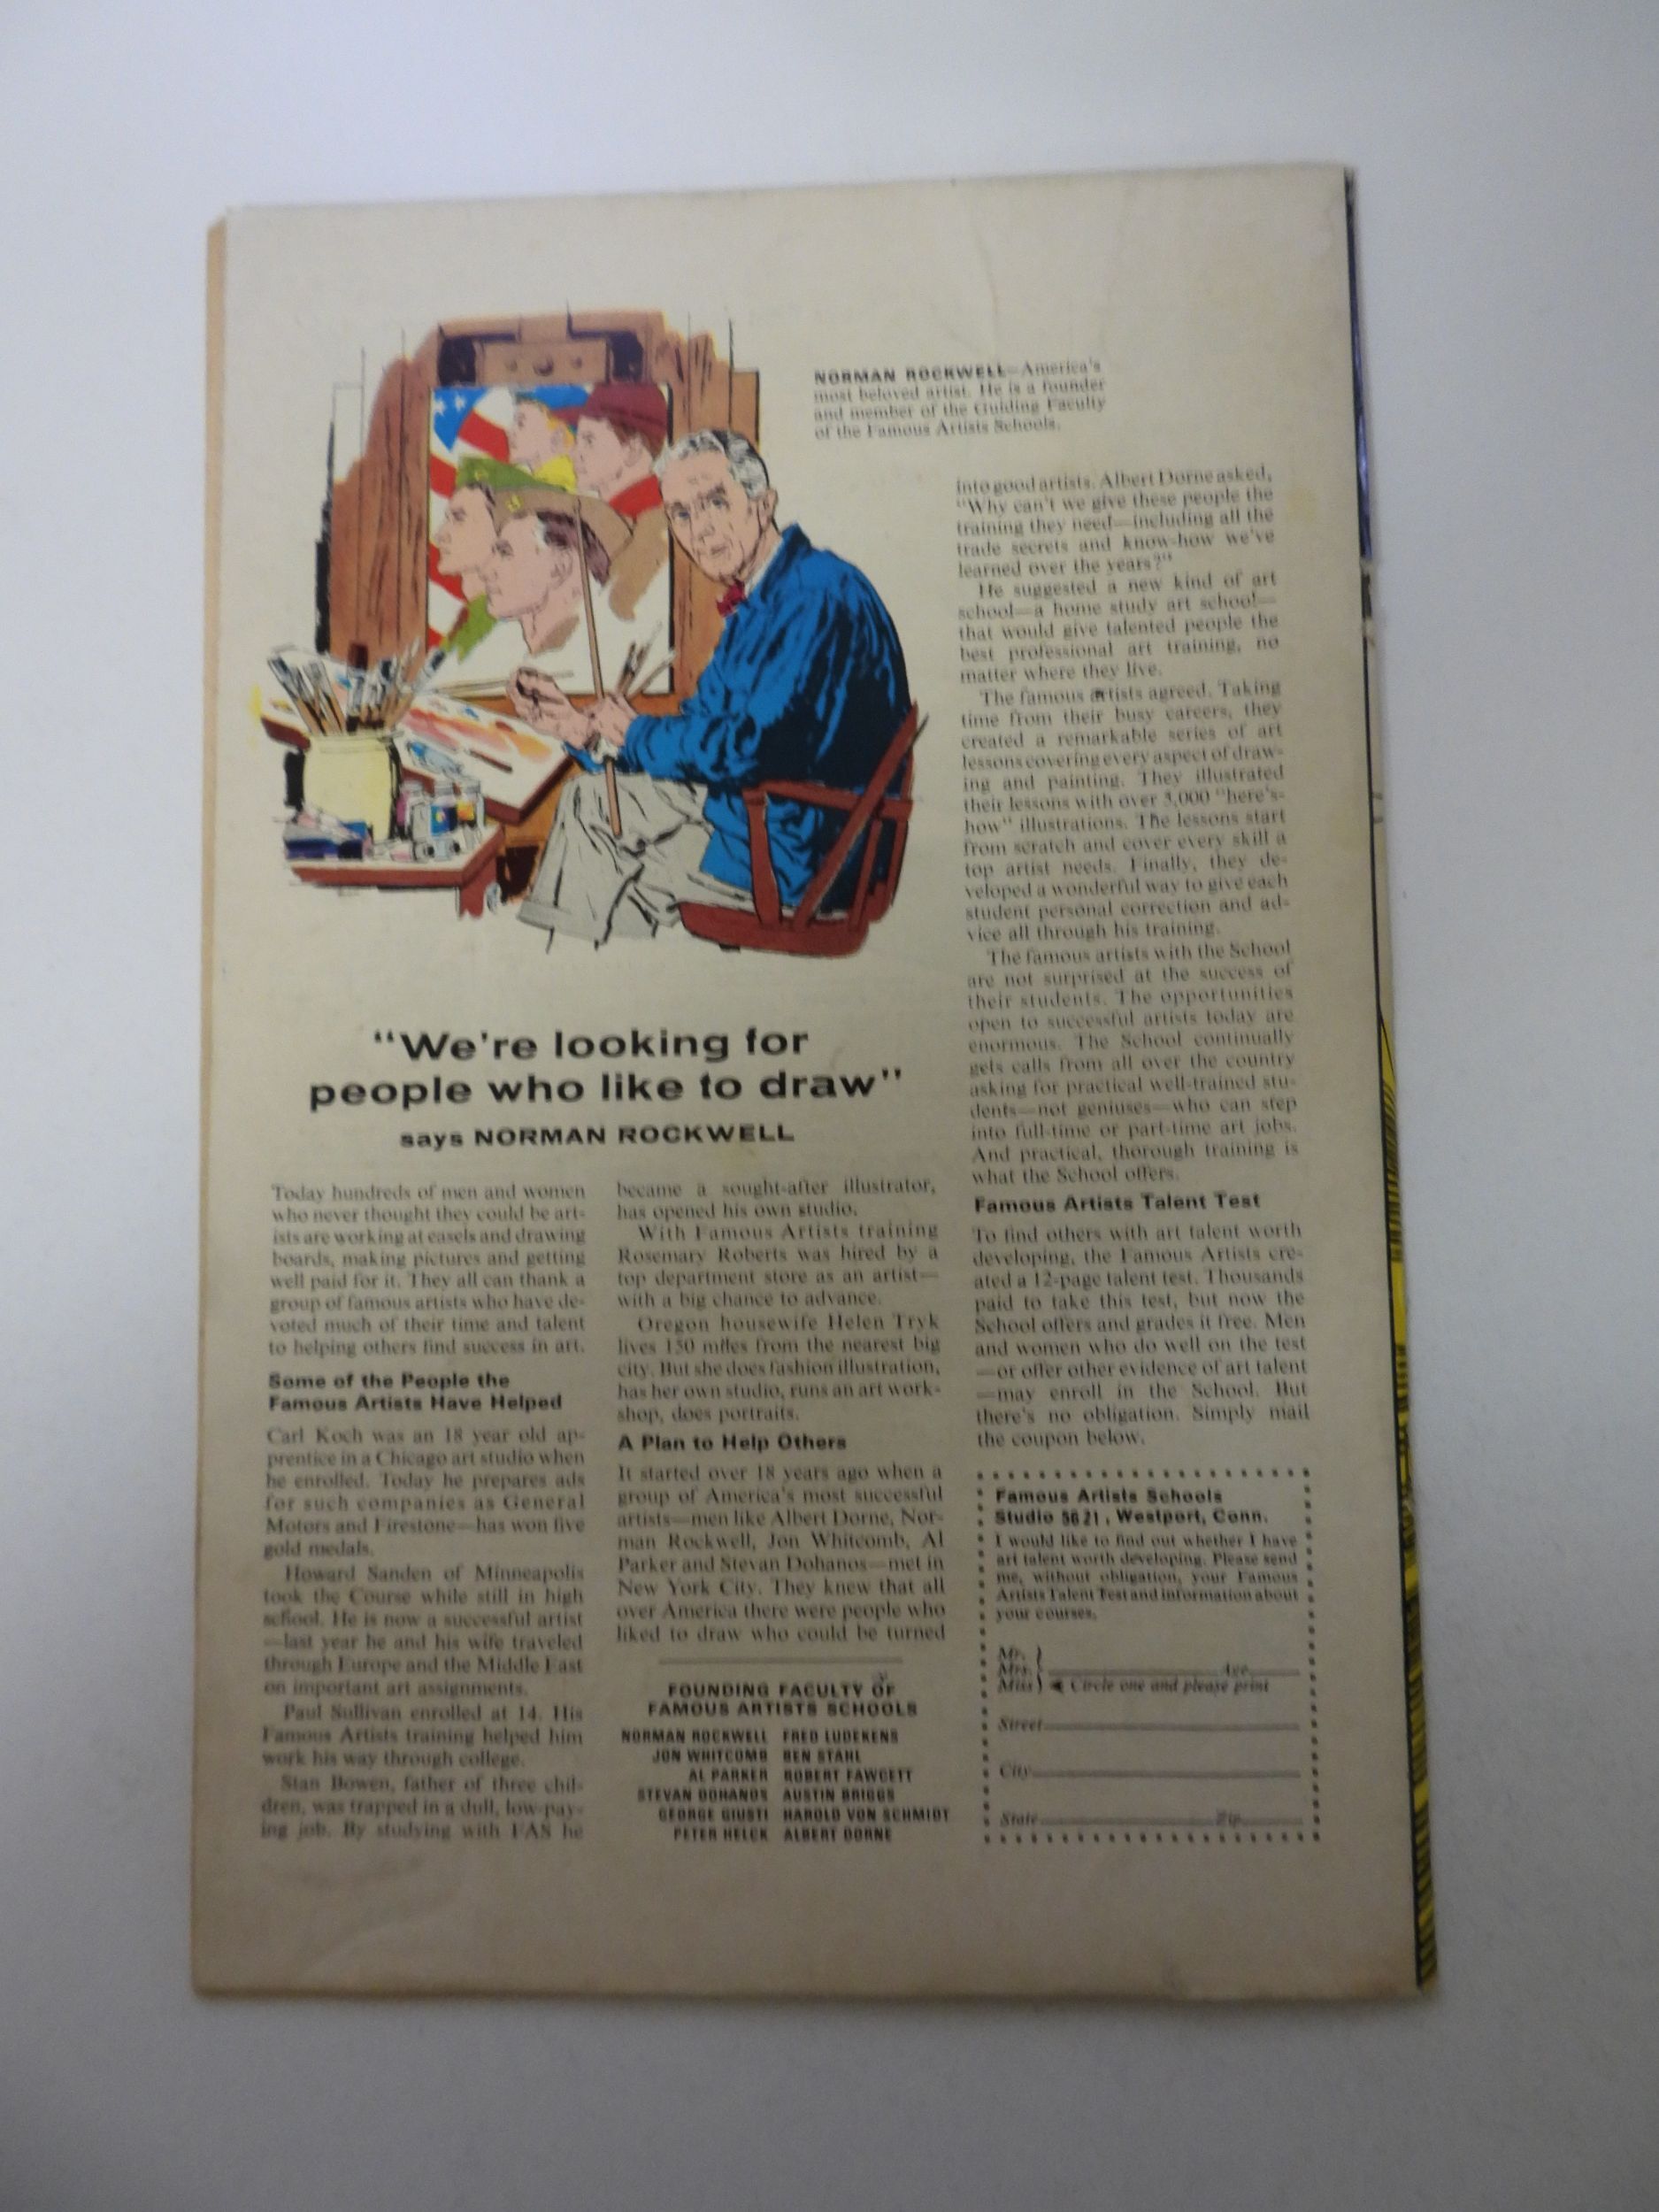 NORMAN ROCKWELL—America's
most beloved artist. He is a founder
and member of the Guiding Faculty
of the Famous Artists Schools.
"We're looking for
people who like to draw"
says NORMAN ROCKWELL
Today hundreds of men and women
who never thought they could be art-
ists are working at easels and drawing
boards, making pictures and getting
well paid for it. They all can thank a
group of famous artists who have de-
voted much of their time and talent
to helping others find success in art.
Some of the People the
Famous Artists Have Helped
Carl Koch was an 18 year old ap-
prentice in a Chicago art studio when
he enrolled. Today he prepares ads
for such companies as General
Motors and Firestone—has won five
gold medals.
Howard Sanden of Minneapolis
took the Course while still in high
school. He is now a successful artist
—last year he and his wife traveled
through Europe and the Middle East
on important art assignments.
Paul Sullivan enrolled at 14. His
Famous Artists training helped him
work his way through college.
Stan Bowen, father of three chil-
dren, was trapped in a dull, low-pay-
ing job. By studying with FAS he
became a sought-after illustrator,
has opened his own studio.
With Famous Artists training
Rosemary Roberts was hired by a
top department store as an artist—
with a big chance to advance.
Oregon housewife Helen Tryk
lives 150 miles from the nearest big
city. But she does fashion illustration,
has her own studio, runs an art work-
shop, does portraits.
A Plan to Help Others
It started over 18 years ago when a
group of America's most successful
artists—men like Albert Dorne, Nor-
man Rockwell, Jon Whitcomb, Al
Parker and Stevan Dohanos—met in
New York City. They knew that all
over America there were people who
liked to draw who could be turned
FOUNDING FACULTY OF
FAMOUS ARTISTS SCHOOLS
NORMAN ROCKWELL FRED LUDEKENS
JON WHITCOMB BEN STAHL
AL PARKER ROBERT FAWCETT
STEVAN DOHANOS AUSTIN BRIGGS
GEORGE GIUSTI HAROLD VON SCHMIDT
PETER HELCK ALBERT DORNE
into good artists. Albert Dorne asked,
"Why can't we give these people the
training they need—including all the
trade secrets and know-how we've
learned over the years?"
He suggested a new kind of art
school—a home study art school—
that would give talented people the
best professional art training, no
matter where they live.
The famous artists agreed. Taking
time from their busy careers, they
created a remarkable series of art
lessons covering every aspect of draw-
ing and painting. They illustrated
their lessons with over 5,000 "here's-
how" illustrations. The lessons start
from scratch and cover every skill a
top artist needs. Finally, they de-
veloped a wonderful way to give each
student personal correction and ad-
vice all through his training.
The famous artists with the School
are not surprised at the success of
their students. The opportunities
open to successful artists today are
enormous. The School continually
gets calls from all over the country
asking for practical well-trained stu-
dents—not geniuses—who can step
into full-time or part-time art jobs.
And practical, thorough training is
what the School offers.
Famous Artists Talent Test
To find others with art talent worth
developing, the Famous Artists cre-
ated a 12-page talent test. Thousands
paid to take this test, but now the
School offers and grades it free. Men
and women who do well on the test
—or offer other evidence of art talent
—may enroll in the School. But
there's no obligation. Simply mail
the coupon below.
Famous Artists Schools
Studio 5621, Westport, Conn.
I would like to find out whether I have
art talent worth developing. Please send
me, without obligation, your Famous
Artists Talent Test and information about
your courses.
Mr.
Mrs. Age
Miss Circle one and please print
Street
City
State Zip